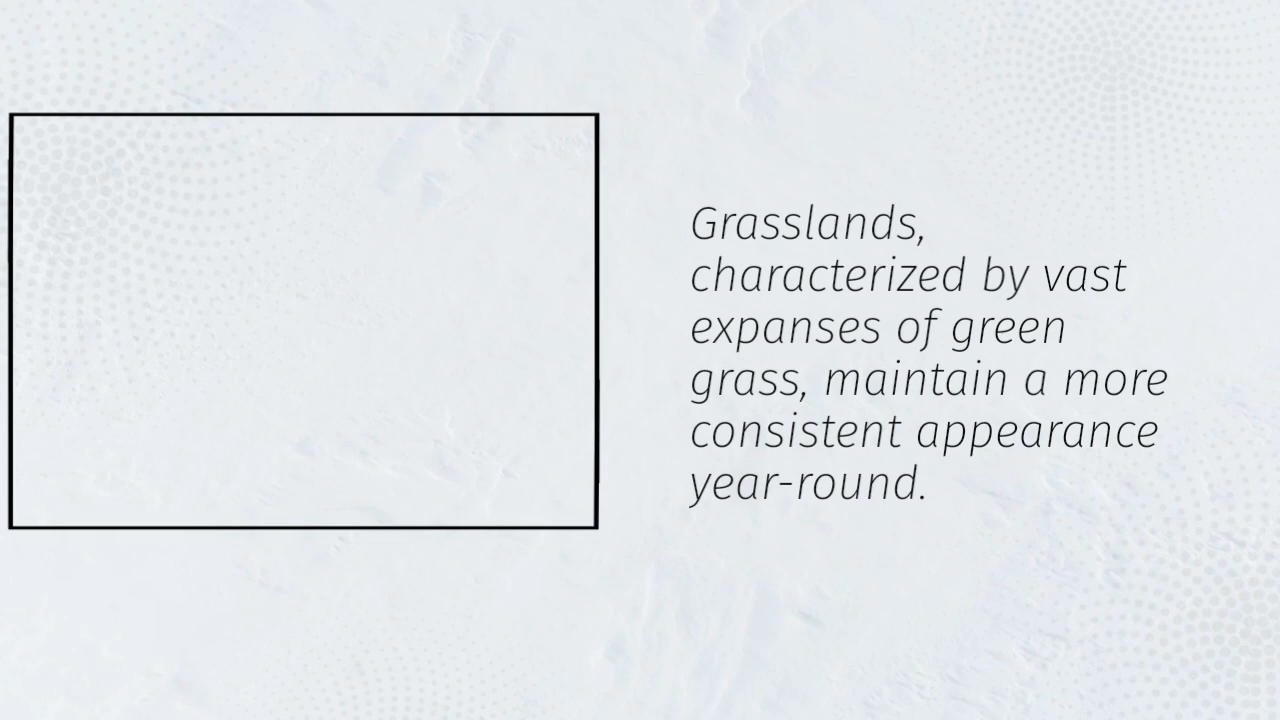 Grasslands,
characterized by vast
expanses of green
grass, maintain a more
consistent appearance
year-round.